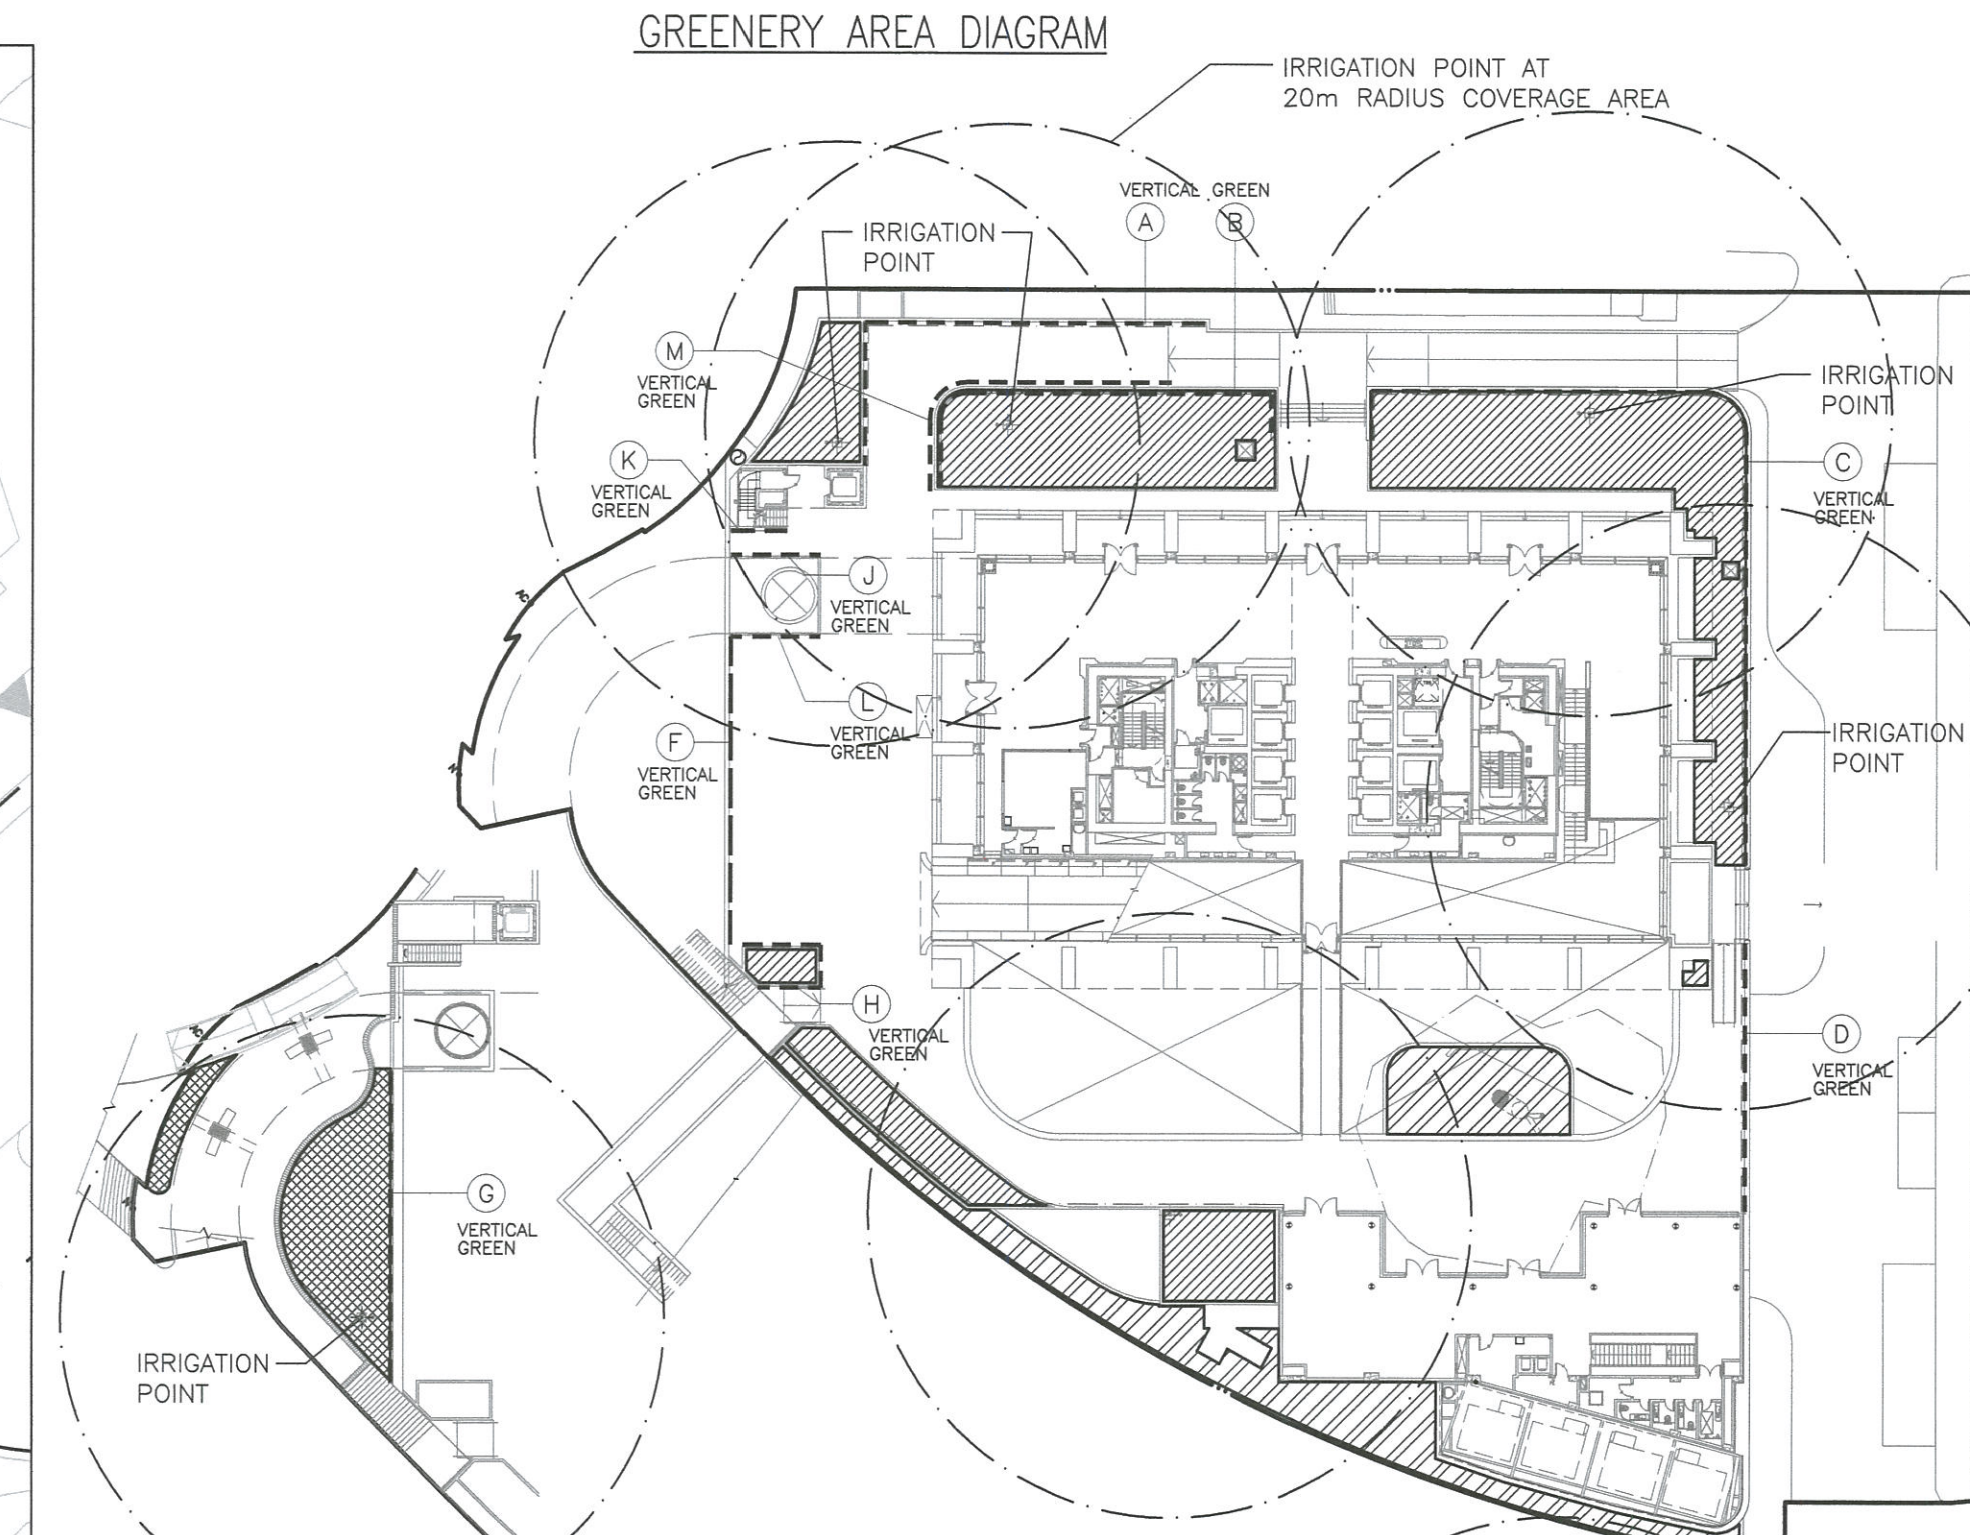 GREENERY AREA DIAGRAM
IRRIGATION POINT AT
20m RADIUS COVERAGE AREA
VERTICAL GREEN
A
B
IRRIGATION
POINT
M
VERTICAL
GREEN
IRRIGATION
POINT
K
VERTICAL
GREEN
C
VERTICAL
GREEN
J
VERTICAL
GREEN
L
VERTICAL
GREEN
F
VERTICAL
GREEN
IRRIGATION
POINT
H
VERTICAL
GREEN
D
VERTICAL
GREEN
G
VERTICAL
GREEN
IRRIGATION
POINT